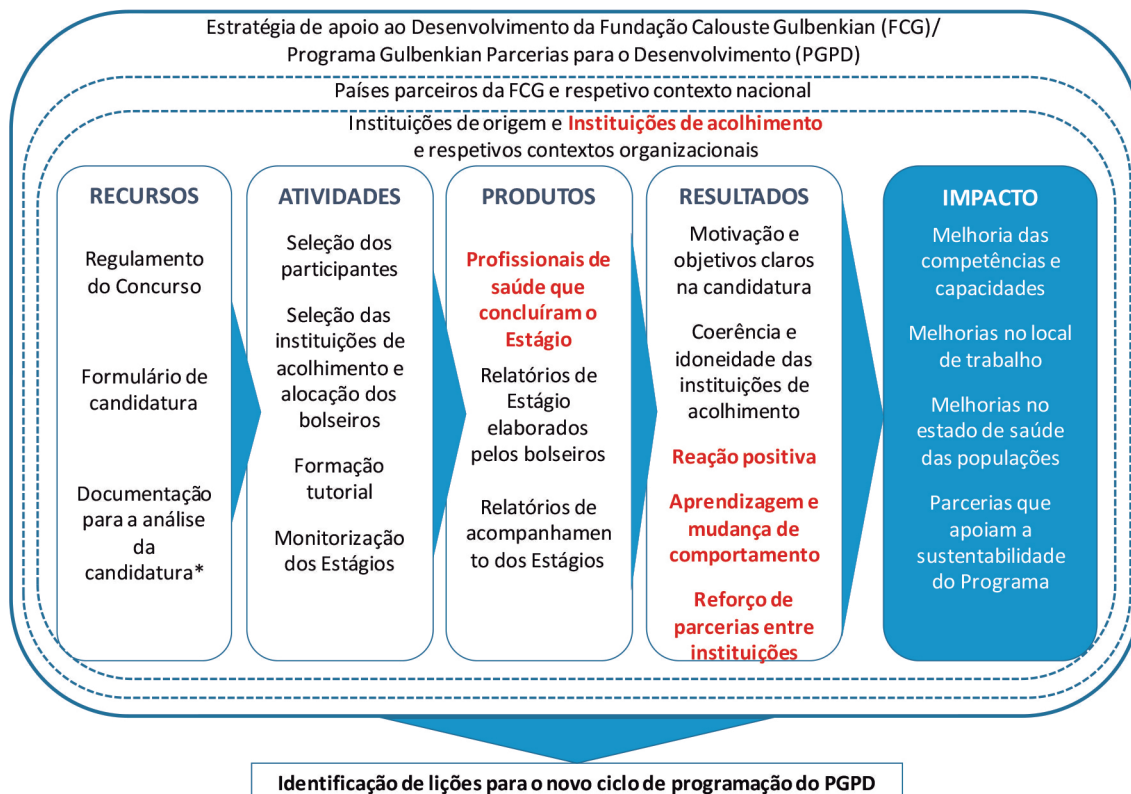 Estratégia de apoio ao Desenvolvimento da Fundação Calouste Gulbenkian (FCG)/
Programa Gulbenkian Parcerias para o Desenvolvimento (PGPD)
Países parceiros da FCG e respetivo contexto nacional
Instituições de origem e Instituições de acolhimento
e respetivos contextos organizacionais
RECURSOS
Regulamento
do Concurso
Formulário de
candidatura
Documentação
para a análise
da
candidatura*
ATIVIDADES
Seleção dos
participantes
Seleção das
instituições de
acolhimento e
alocação dos
bolseiros
Formação
tutorial
Monitorização
dos Estágios
PRODUTOS
Profissionais de
saúde que
concluíram o
Estágio
Relatórios de
Estágio
elaborados
pelos bolseiros
Relatórios de
acompanhamen
to dos Estágios
RESULTADOS
Motivação e
objetivos claros
na candidatura
Coerência e
idoneidade das
instituições de
acolhimento
Reação positiva
Aprendizagem e
mudança de
comportamento
Reforço de
parcerias entre
instituições
IMPACTO
Melhoria das
competências e
capacidades
Melhorias no local
de trabalho
Melhorias no
estado de saúde
das populações
Parcerias que
apoiam a
sustentabilidade
do Programa
Identificação de lições para o novo ciclo de programação do PGPD